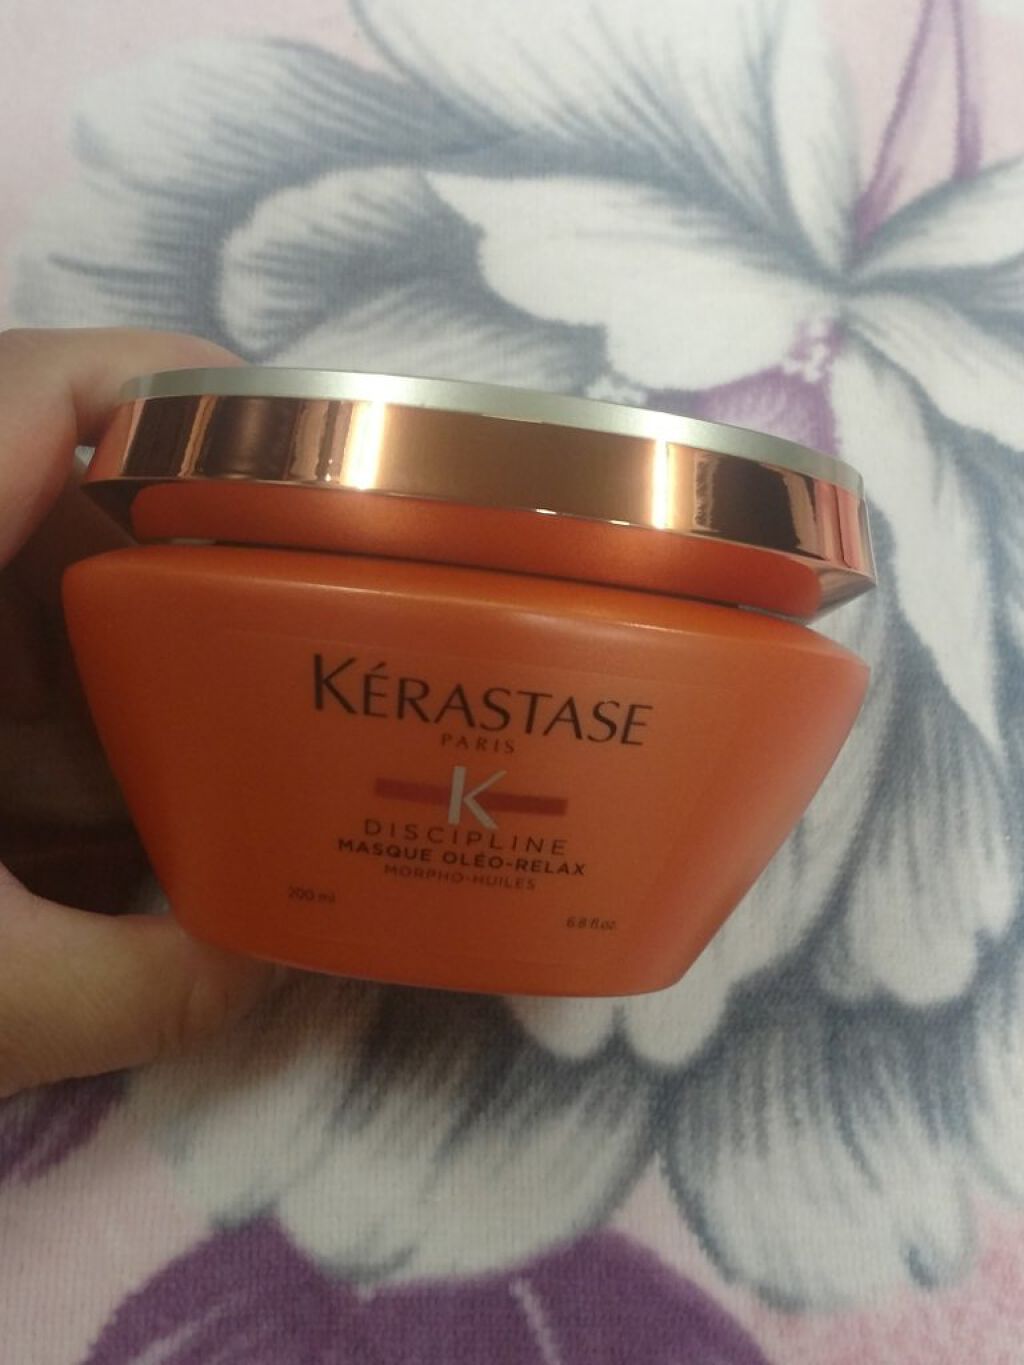 KÉRASTASE
PARIS
K
DISCIPLINE
MASQUE OLÉO-RELAX
MORPHO-HUILES
200 ml
6.8 fl.oz.